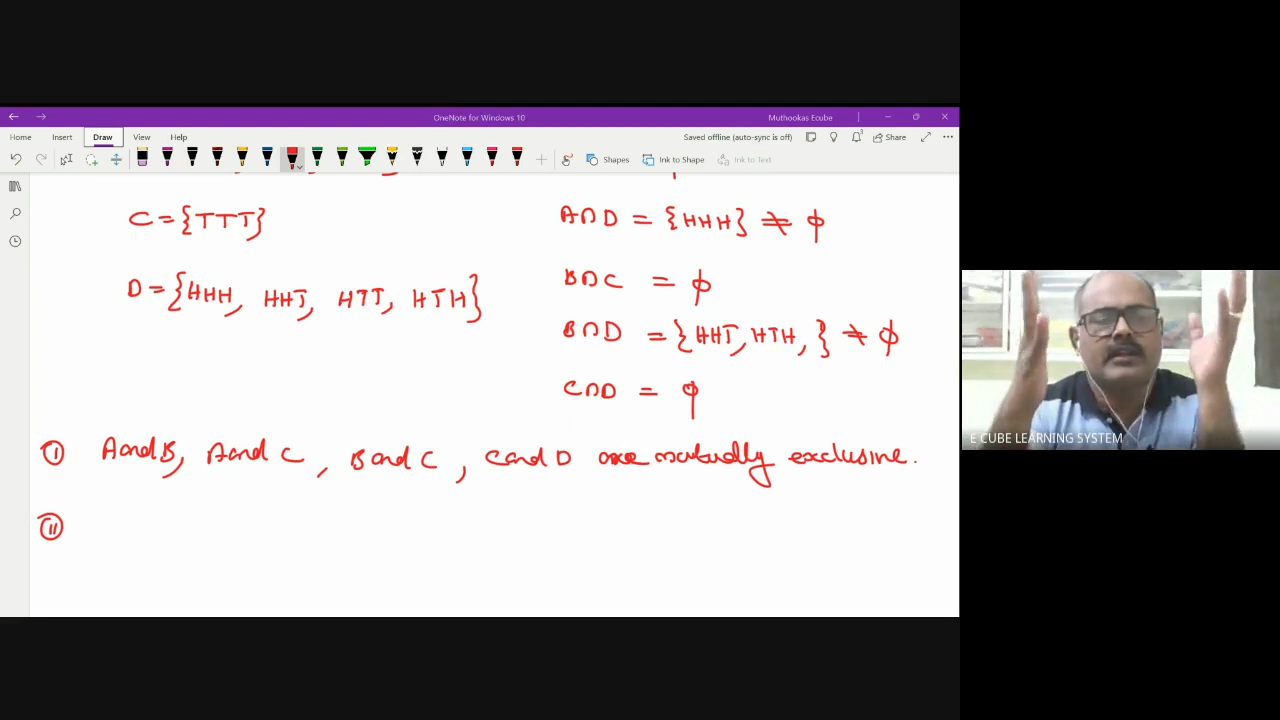 OneNote for Windows 10
Muthookas Ecube
Home Insert Draw View Help
Saved offline (auto-sync is off)
Share
Shapes
Ink to Shape
Ink to Text
C = {TTT}
A∩D = {HHH} ≠ φ
D = {HHH, HHT, HTT, HTH}
B∩C = φ
B∩D = {HHT, HTH, } ≠ φ
C∩D = φ
① A and B, A and C, B and C, C and D are mutually exclusive.
ⓘⓘ
E CUBE LEARNING SYSTEM